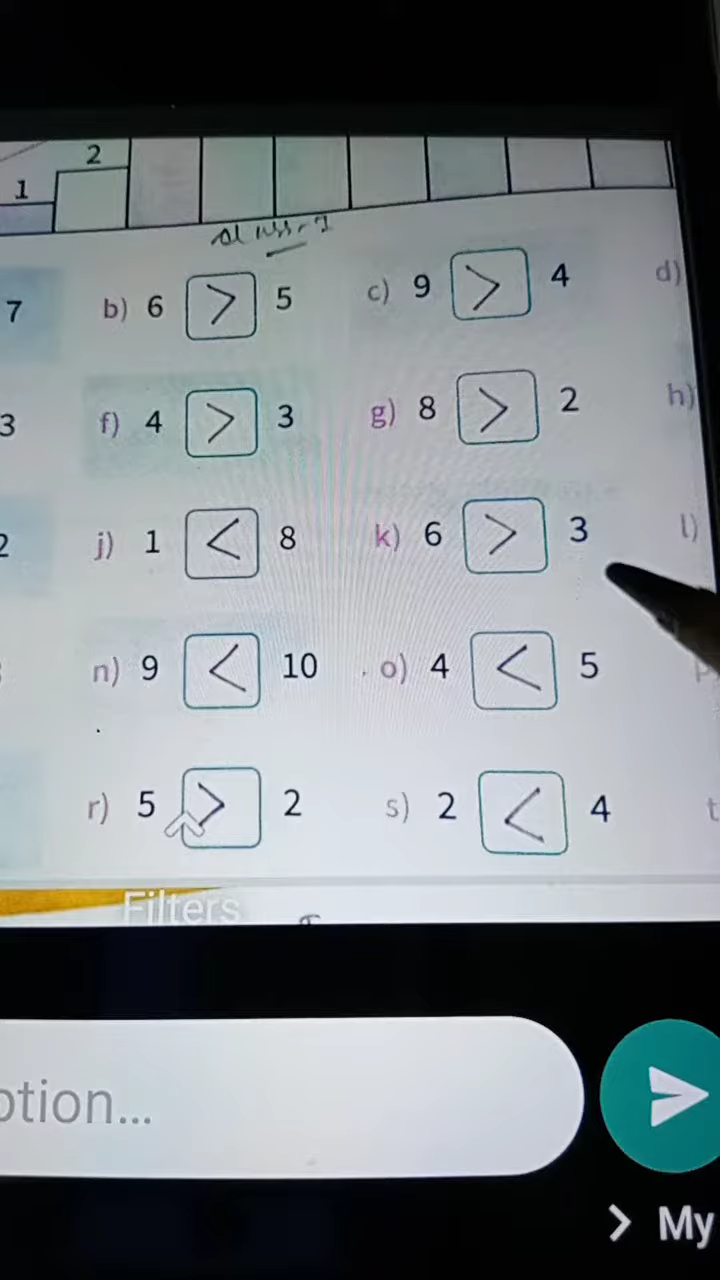 2
1
7 b) 6 > 5 c) 9 > 4 d)
3 f) 4 > 3 g) 8 > 2 h)
2 j) 1 < 8 k) 6 > 3 l)
n) 9 < 10 o) 4 < 5
r) 5 > 2 s) 2 < 4 t
Filters
ption...
> My